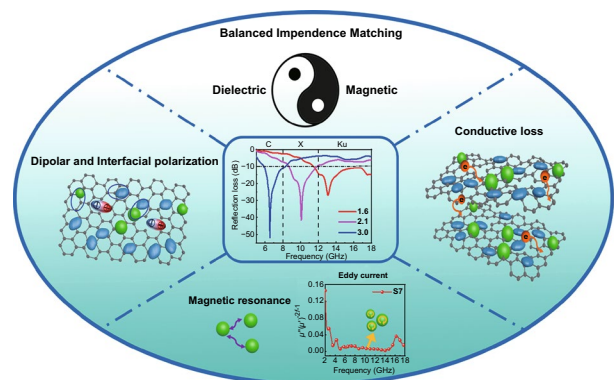 Balanced Impendence Matching
Dielectric
Magnetic
Conductive loss
Dipolar and Interfacial polarization
C X Ku
0
-10
-20
-30
-40
-50
Reflection loss (dB)
1.6
2.1
3.0
6 8 10 12 14 16 18
Frequency (GHz)
e
e
e
e
Magnetic resonance
Eddy current
S7
0.16
0.12
0.08
0.04
0.00
μ″(μ′)⁻²f⁻¹
2 4 6 8 10 12 14 16 18
Frequency (GHz)